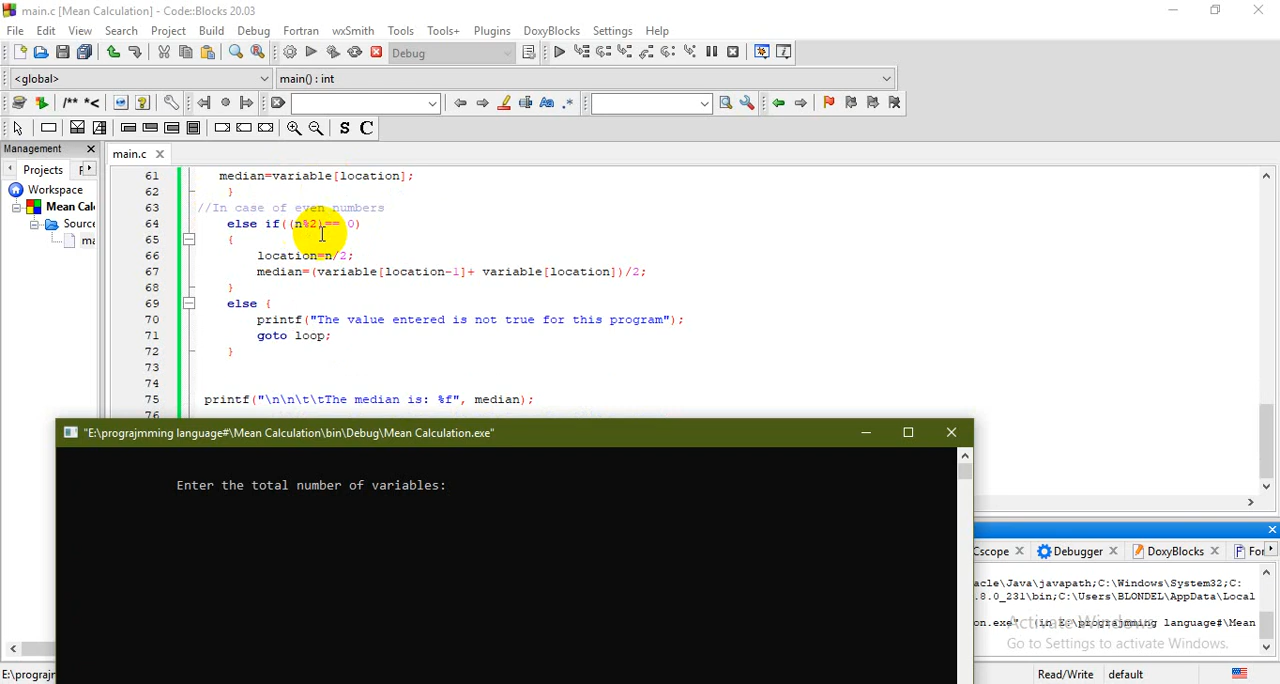 main.c [Mean Calculation] - Code::Blocks 20.03
File Edit View Search Project Build Debug Fortran wxSmith Tools Tools+ Plugins DoxyBlocks Settings Help
Debug
<global> main() : int
/** *<
S C
Management
main.c
Projects
Workspace
Mean Cal
Sourc
ma
61 median=variable[location];
62 }
63 //In case of even numbers
64 else if((n%2)== 0)
65 {
66 location=n/2;
67 median=(variable[location-1]+ variable[location])/2;
68 }
69 else {
70 printf("The value entered is not true for this program");
71 goto loop;
72 }
73
74
75 printf("\n\n\t\tThe median is: %f", median);
76
"E:\prograjmming language#\Mean Calculation\bin\Debug\Mean Calculation.exe"
Enter the total number of variables:
Cscope Debugger DoxyBlocks For
acle\Java\javapath;C:\Windows\System32;C:
.8.0_231\bin;C:\Users\BLONDEL\AppData\Local
on.exe" (in E:\prograjmming language#\Mean
Activate Windows
Go to Settings to activate Windows.
E:\prograjm Read/Write default